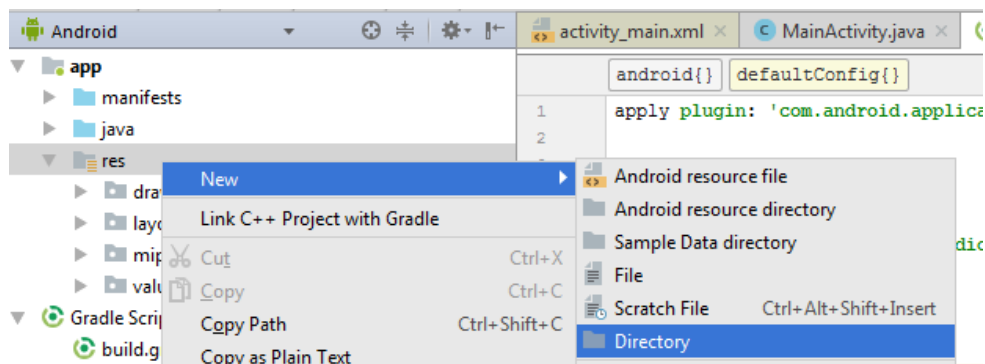 Android
activity_main.xml
MainActivity.java
app
android{}
defaultConfig{}
manifests
1
apply plugin: 'com.android.applica
java
2
res
New
Android resource file
Link C++ Project with Gradle
Android resource directory
Sample Data directory
Cut
Ctrl+X
File
Copy
Ctrl+C
Scratch File
Ctrl+Alt+Shift+Insert
Gradle Scri
Copy Path
Ctrl+Shift+C
Directory
build.g
Copy as Plain Text